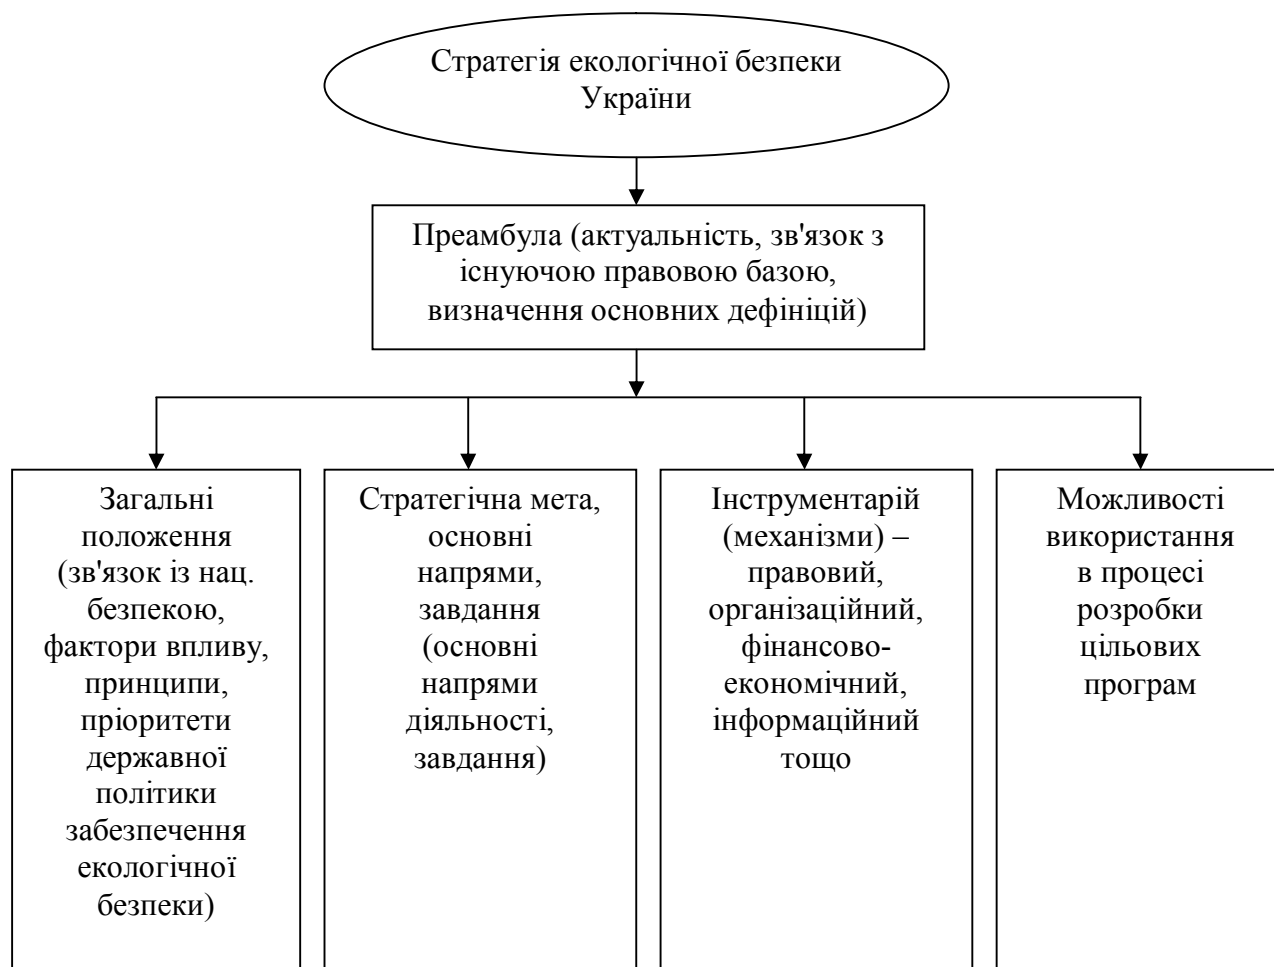 Стратегія екологічної безпеки
України
Преамбула (актуальність, зв'язок з
існуючою правовою базою,
визначення основних дефініцій)
Загальні
положення
(зв'язок із нац.
безпекою,
фактори впливу,
принципи,
пріоритети
державної
політики
забезпечення
екологічної
безпеки)
Стратегічна мета,
основні
напрями,
завдання
(основні
напрями
діяльності,
завдання)
Інструментарій
(механізми) –
правовий,
організаційний,
фінансово-
економічний,
інформаційний
тощо
Можливості
використання
в процесі
розробки
цільових
програм